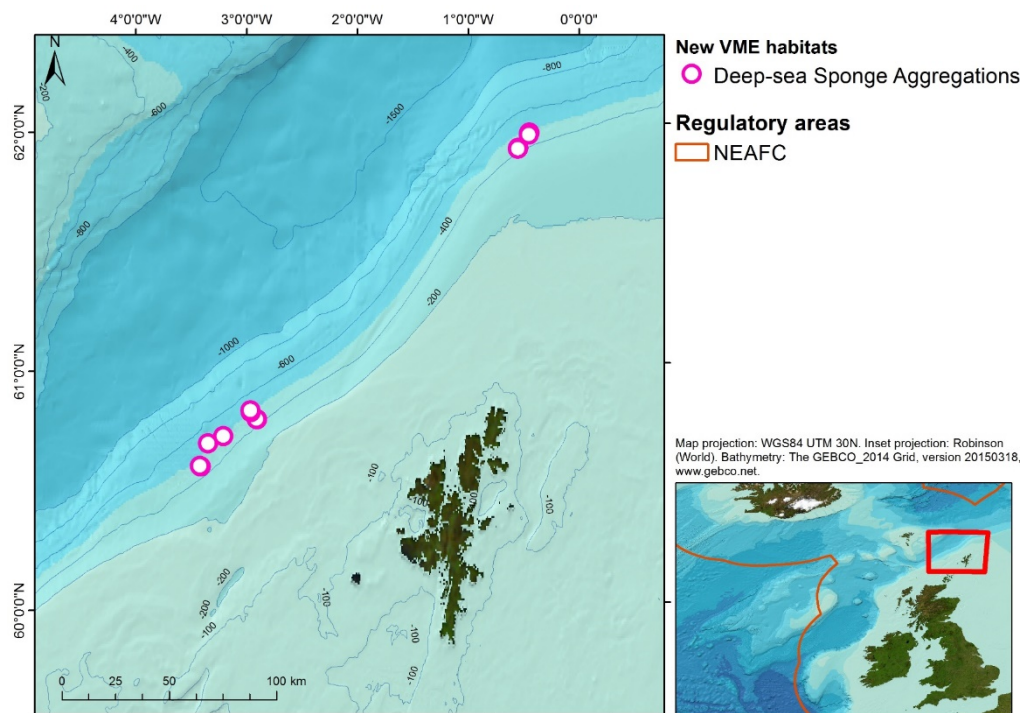 4°0'0"W 3°0'0"W 2°0'0"W 1°0'0"W 0°0'0"
N
-400
-200
-600
-800
-1500
-800
62°0'0"N
-400
-200
-1000
-600
61°0'0"N
-100
-100
-100
-200
-200
-100
-100
-100
-100
60°0'0"N
0 25 50 100 km
New VME habitats
Deep-sea Sponge Aggregations
Regulatory areas
NEAFC
Map projection: WGS84 UTM 30N. Inset projection: Robinson
(World). Bathymetry: The GEBCO_2014 Grid, version 20150318,
www.gebco.net.